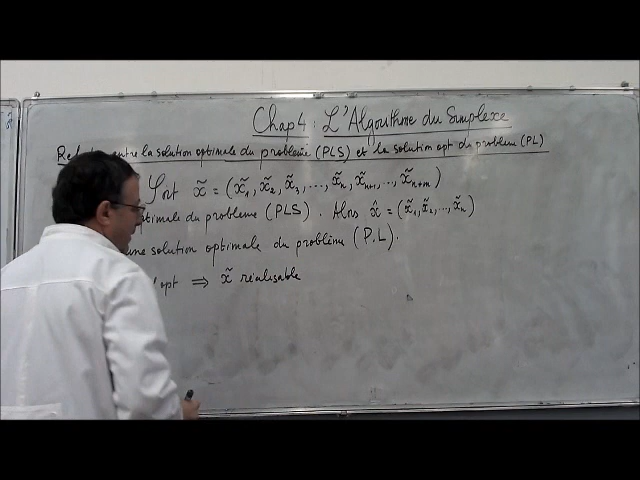 Chap 4 : L'Algorithme du Simplexe
Relation entre la solution optimale du problème (PLS) et la solution opt du problème (PL)
Soit x̃ = (x̃₁, x̃₂, x̃₃, ..., x̃ₙ, x̃ₙ₊₁, ..., x̃ₙ₊ₘ)
optimale du problème (PLS). Alors x̂ = (x̃₁, x̃₂, ..., x̃ₙ)
une solution optimale du problème (P.L).
opt ⇒ x̃ réalisable